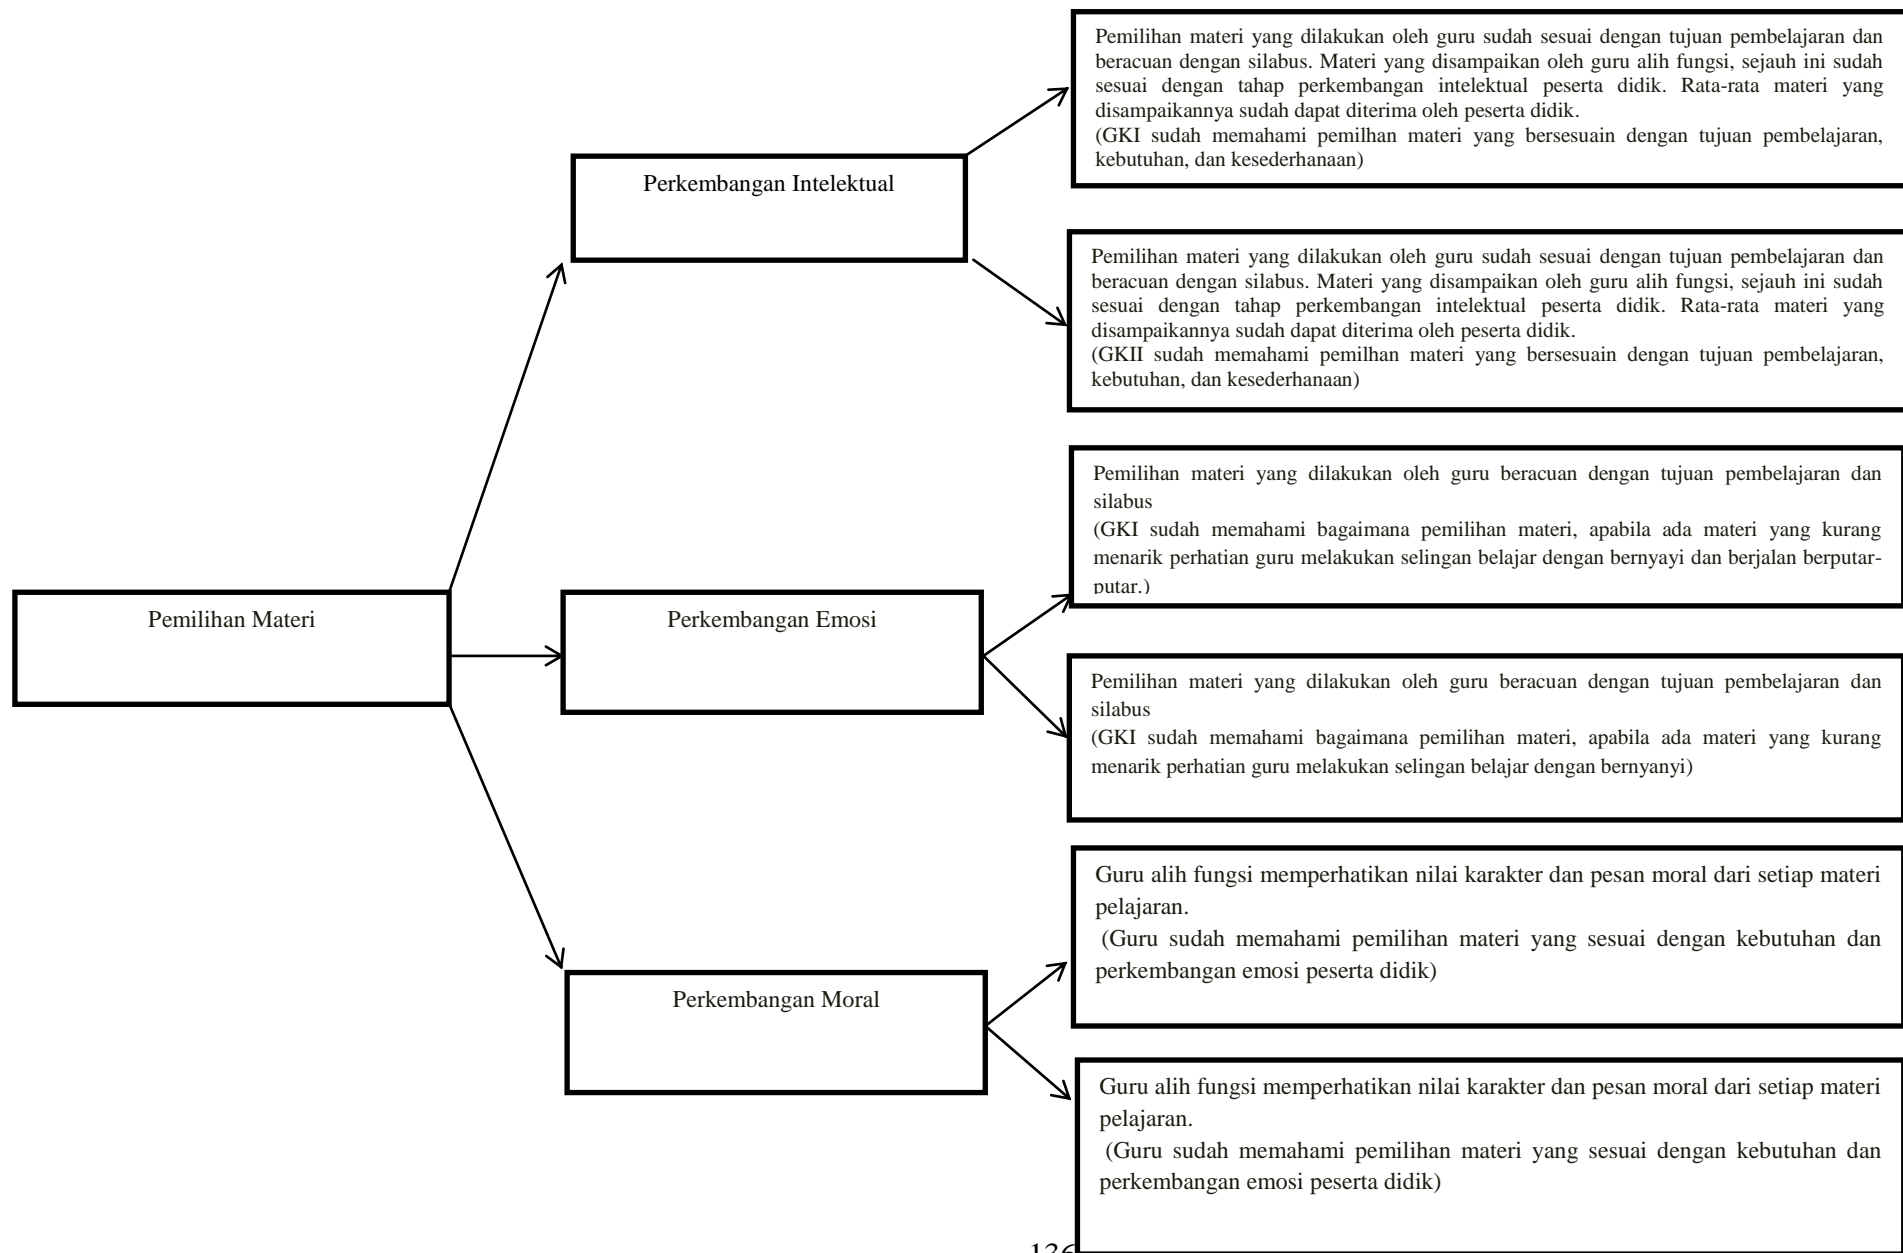 Pemilihan Materi
Perkembangan Intelektual
Pemilihan materi yang dilakukan oleh guru sudah sesuai dengan tujuan pembelajaran dan
beracuan dengan silabus. Materi yang disampaikan oleh guru alih fungsi, sejauh ini sudah
sesuai dengan tahap perkembangan intelektual peserta didik. Rata-rata materi yang
disampaikannya sudah dapat diterima oleh peserta didik.
(GKI sudah memahami pemilhan materi yang bersesuain dengan tujuan pembelajaran,
kebutuhan, dan kesederhanaan)
Pemilihan materi yang dilakukan oleh guru sudah sesuai dengan tujuan pembelajaran dan
beracuan dengan silabus. Materi yang disampaikan oleh guru alih fungsi, sejauh ini sudah
sesuai dengan tahap perkembangan intelektual peserta didik. Rata-rata materi yang
disampaikannya sudah dapat diterima oleh peserta didik.
(GKII sudah memahami pemilhan materi yang bersesuain dengan tujuan pembelajaran,
kebutuhan, dan kesederhanaan)
Perkembangan Emosi
Pemilihan materi yang dilakukan oleh guru beracuan dengan tujuan pembelajaran dan
silabus
(GKI sudah memahami bagaimana pemilihan materi, apabila ada materi yang kurang
menarik perhatian guru melakukan selingan belajar dengan bernyayi dan berjalan berputar-
putar.)
Pemilihan materi yang dilakukan oleh guru beracuan dengan tujuan pembelajaran dan
silabus
(GKI sudah memahami bagaimana pemilihan materi, apabila ada materi yang kurang
menarik perhatian guru melakukan selingan belajar dengan bernyanyi)
Perkembangan Moral
Guru alih fungsi memperhatikan nilai karakter dan pesan moral dari setiap materi
pelajaran.
(Guru sudah memahami pemilihan materi yang sesuai dengan kebutuhan dan
perkembangan emosi peserta didik)
Guru alih fungsi memperhatikan nilai karakter dan pesan moral dari setiap materi
pelajaran.
(Guru sudah memahami pemilihan materi yang sesuai dengan kebutuhan dan
perkembangan emosi peserta didik)
136